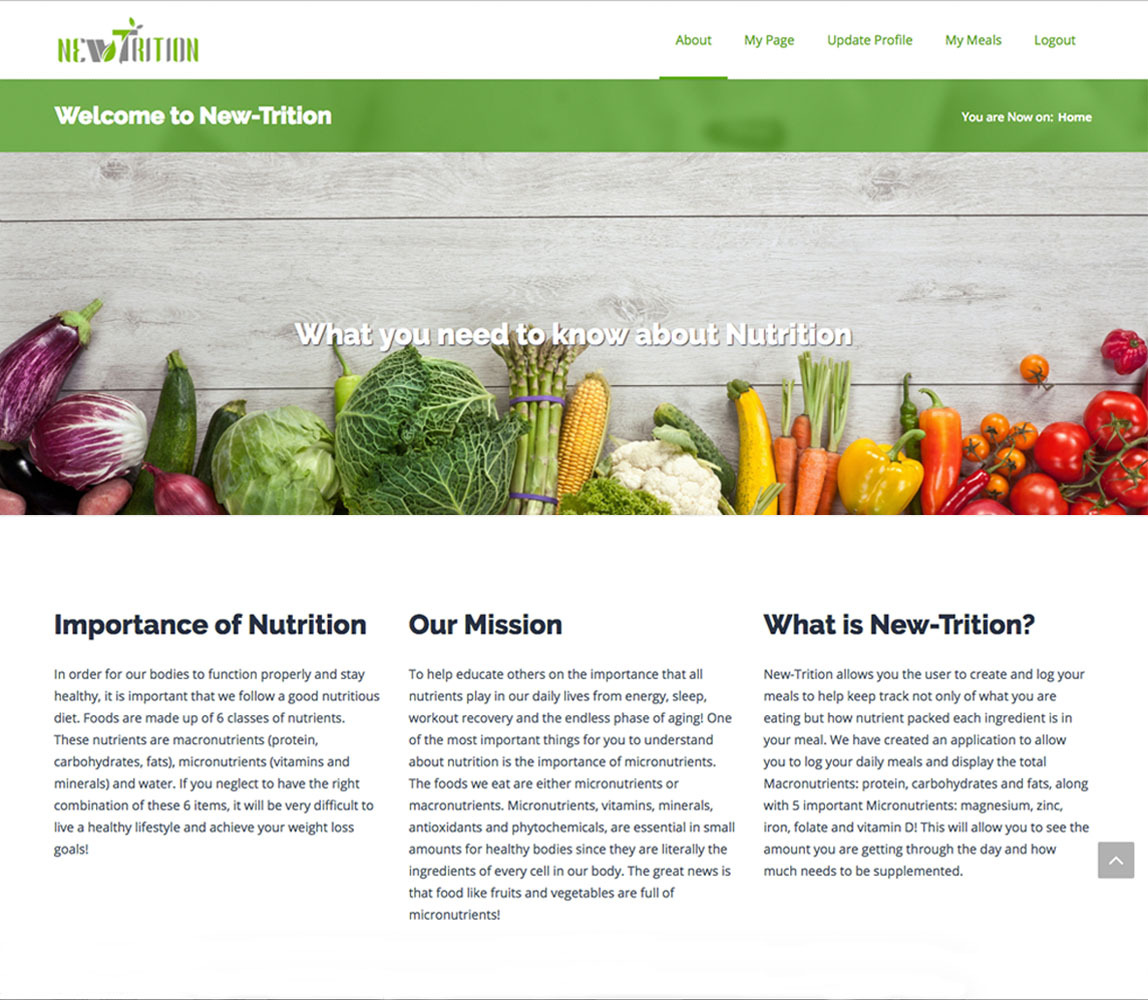 NEWTRITION
About My Page Update Profile My Meals Logout
Welcome to New-Trition
You are Now on: Home
What you need to know about Nutrition
Importance of Nutrition
In order for our bodies to function properly and stay
healthy, it is important that we follow a good nutritious
diet. Foods are made up of 6 classes of nutrients.
These nutrients are macronutrients (protein,
carbohydrates, fats), micronutrients (vitamins and
minerals) and water. If you neglect to have the right
combination of these 6 items, it will be very difficult to
live a healthy lifestyle and achieve your weight loss
goals!
Our Mission
To help educate others on the importance that all
nutrients play in our daily lives from energy, sleep,
workout recovery and the endless phase of aging! One
of the most important things for you to understand
about nutrition is the importance of micronutrients.
The foods we eat are either micronutrients or
macronutrients. Micronutrients, vitamins, minerals,
antioxidants and phytochemicals, are essential in small
amounts for healthy bodies since they are literally the
ingredients of every cell in our body. The great news is
that food like fruits and vegetables are full of
micronutrients!
What is New-Trition?
New-Trition allows you the user to create and log your
meals to help keep track not only of what you are
eating but how nutrient packed each ingredient is in
your meal. We have created an application to allow
you to log your daily meals and display the total
Macronutrients: protein, carbohydrates and fats, along
with 5 important Micronutrients: magnesium, zinc,
iron, folate and vitamin D! This will allow you to see the
amount you are getting through the day and how
much needs to be supplemented.